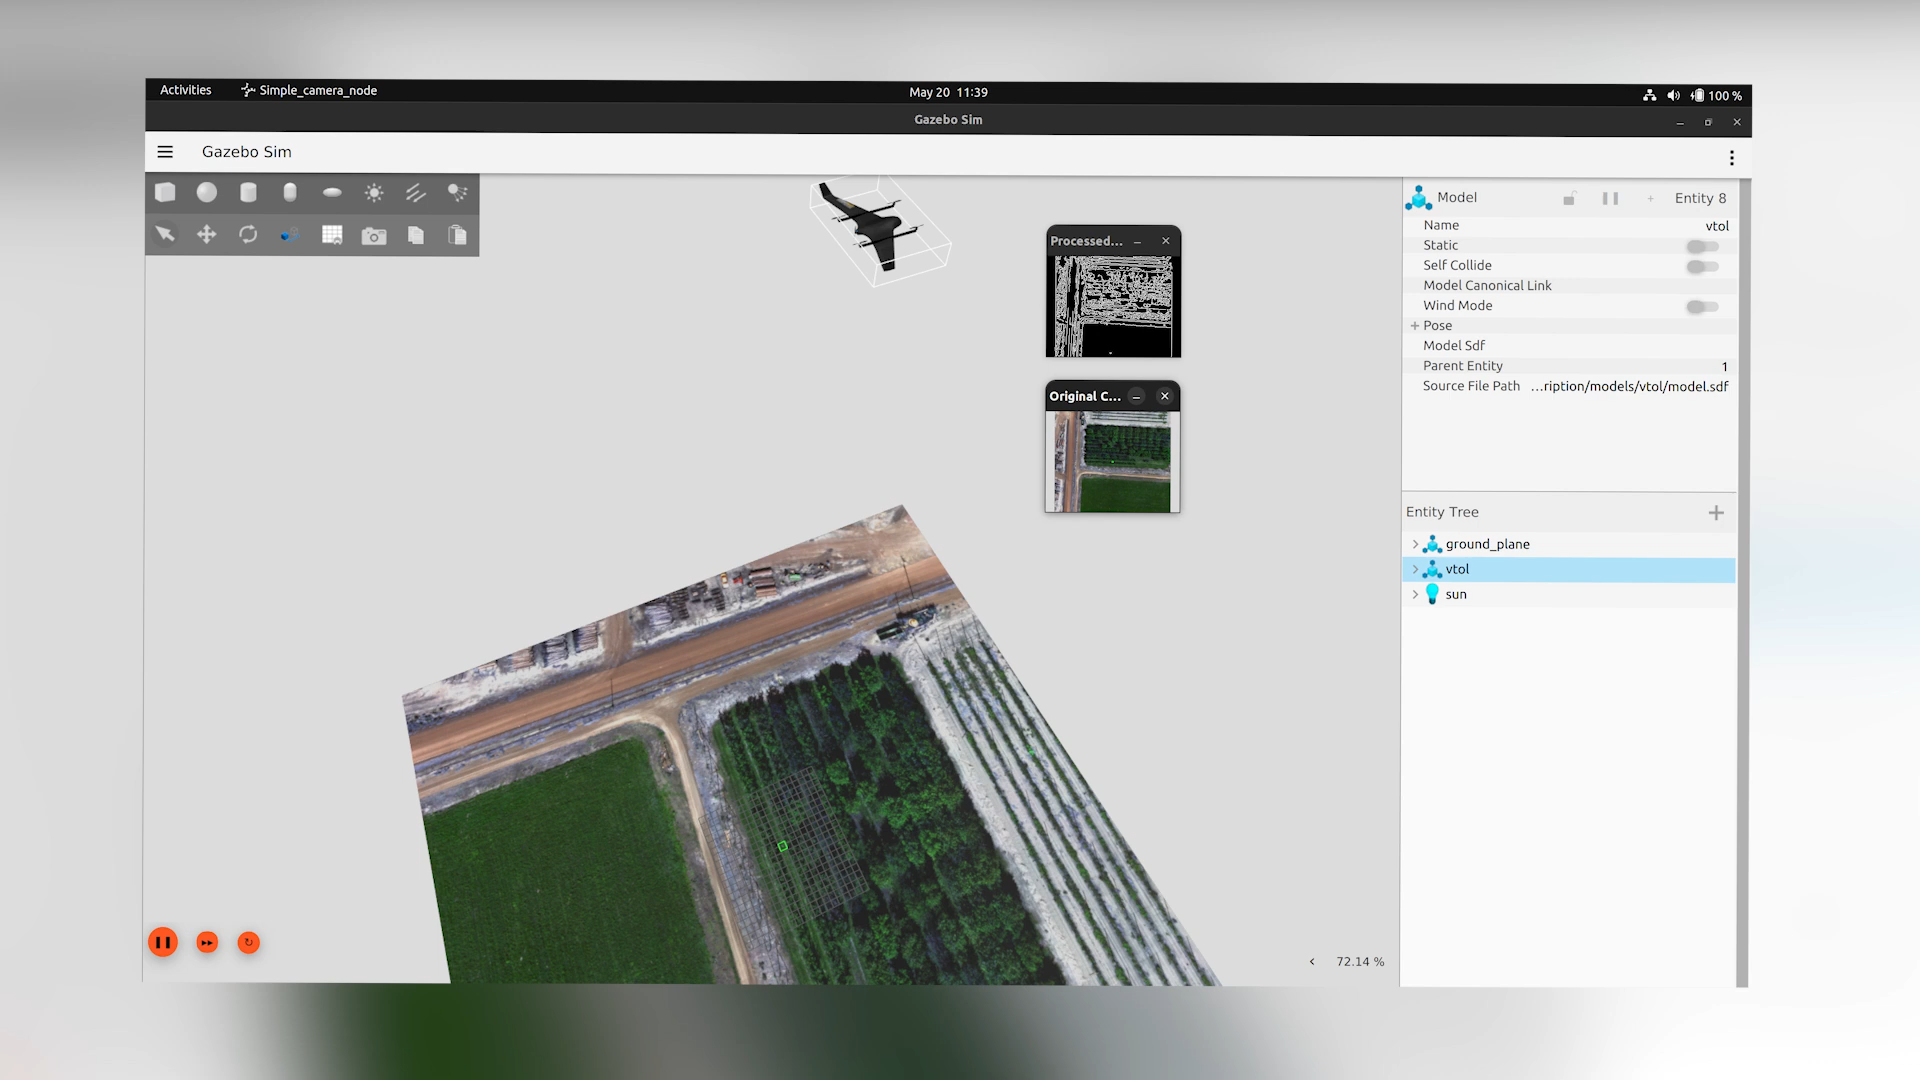 Activities Simple_camera_node May 20 11:39 100 %
Gazebo Sim
Gazebo Sim
Model Entity 8
Name vtol
Static
Self Collide
Model Canonical Link
Wind Mode
Pose
Model Sdf
Parent Entity 1
Source File Path ...ription/models/vtol/model.sdf
Processed...
Original C...
Entity Tree
ground_plane
vtol
sun
72.14 %